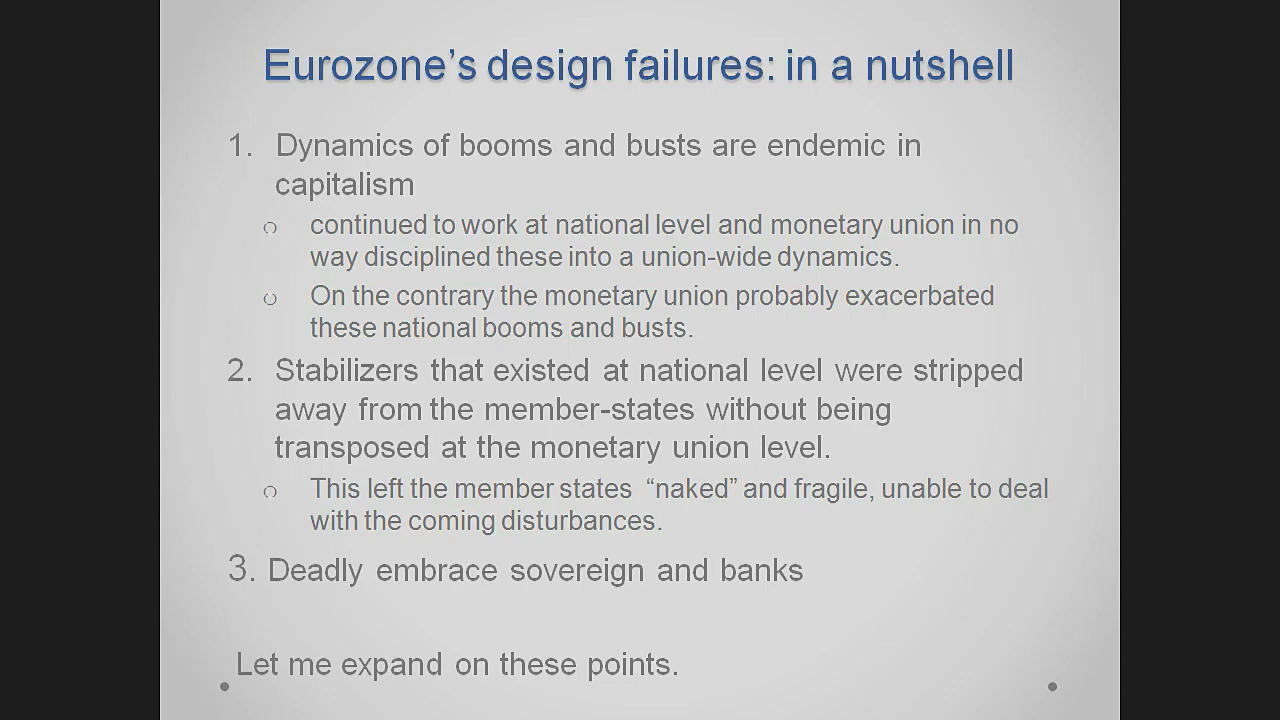 Eurozone’s design failures: in a nutshell
1. Dynamics of booms and busts are endemic in
capitalism
continued to work at national level and monetary union in no
way disciplined these into a union-wide dynamics.
On the contrary the monetary union probably exacerbated
these national booms and busts.
2. Stabilizers that existed at national level were stripped
away from the member-states without being
transposed at the monetary union level.
This left the member states “naked” and fragile, unable to deal
with the coming disturbances.
3. Deadly embrace sovereign and banks
Let me expand on these points.